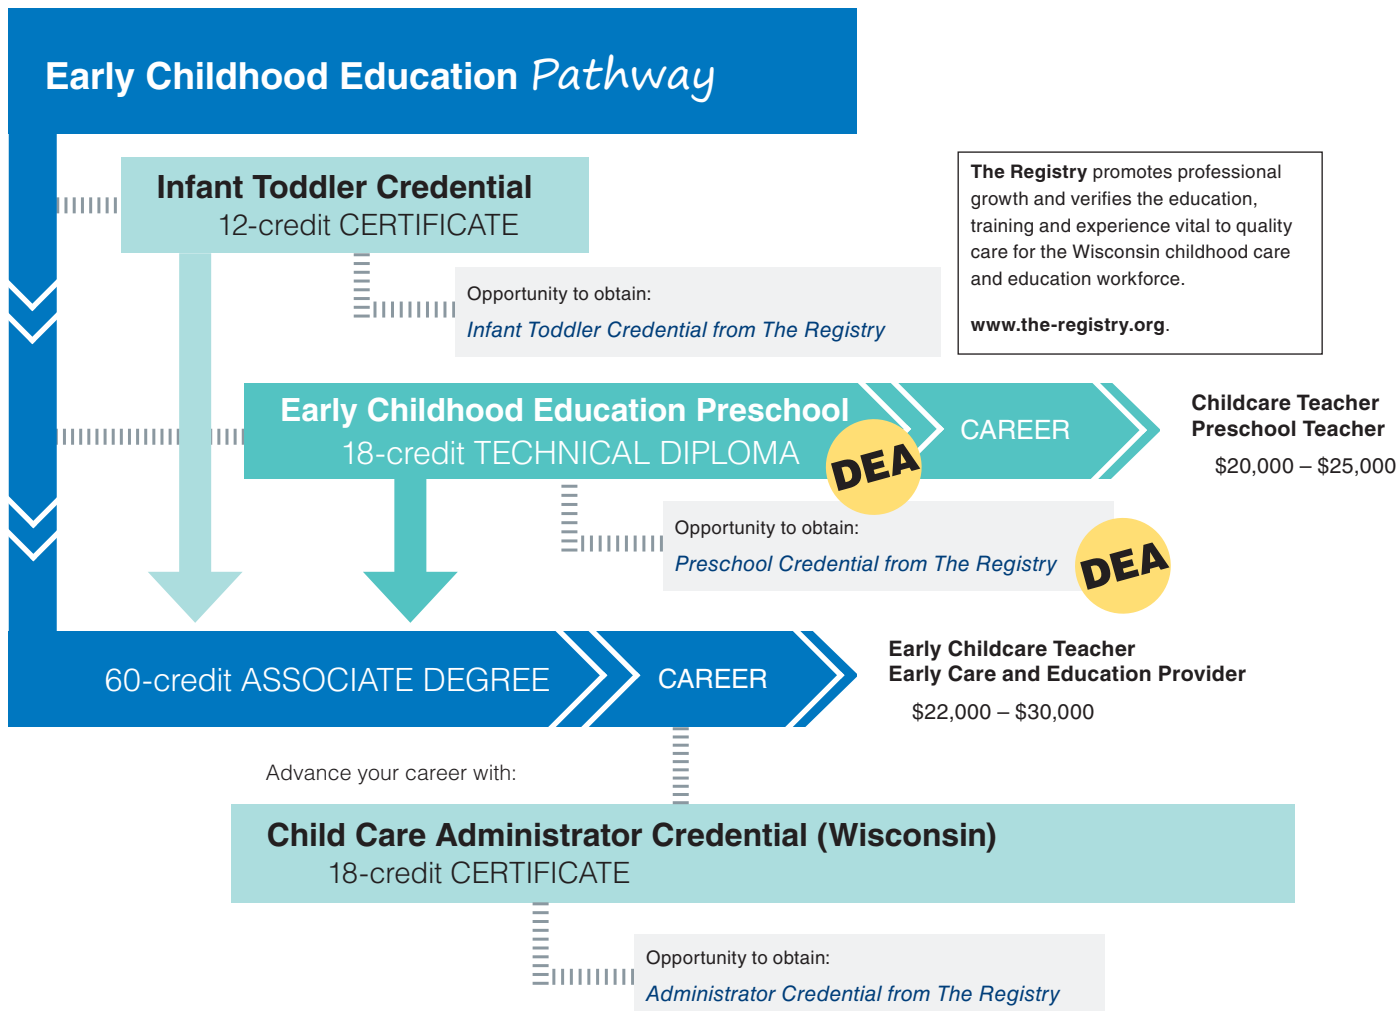 Early Childhood Education Pathway
Infant Toddler Credential
12-credit CERTIFICATE
Opportunity to obtain:
Infant Toddler Credential from The Registry
The Registry promotes professional
growth and verifies the education,
training and experience vital to quality
care for the Wisconsin childhood care
and education workforce.
www.the-registry.org.
Early Childhood Education Preschool
18-credit TECHNICAL DIPLOMA
DEA
CAREER
Childcare Teacher
Preschool Teacher
$20,000 – $25,000
Opportunity to obtain:
Preschool Credential from The Registry
DEA
60-credit ASSOCIATE DEGREE
CAREER
Early Childcare Teacher
Early Care and Education Provider
$22,000 – $30,000
Advance your career with:
Child Care Administrator Credential (Wisconsin)
18-credit CERTIFICATE
Opportunity to obtain:
Administrator Credential from The Registry